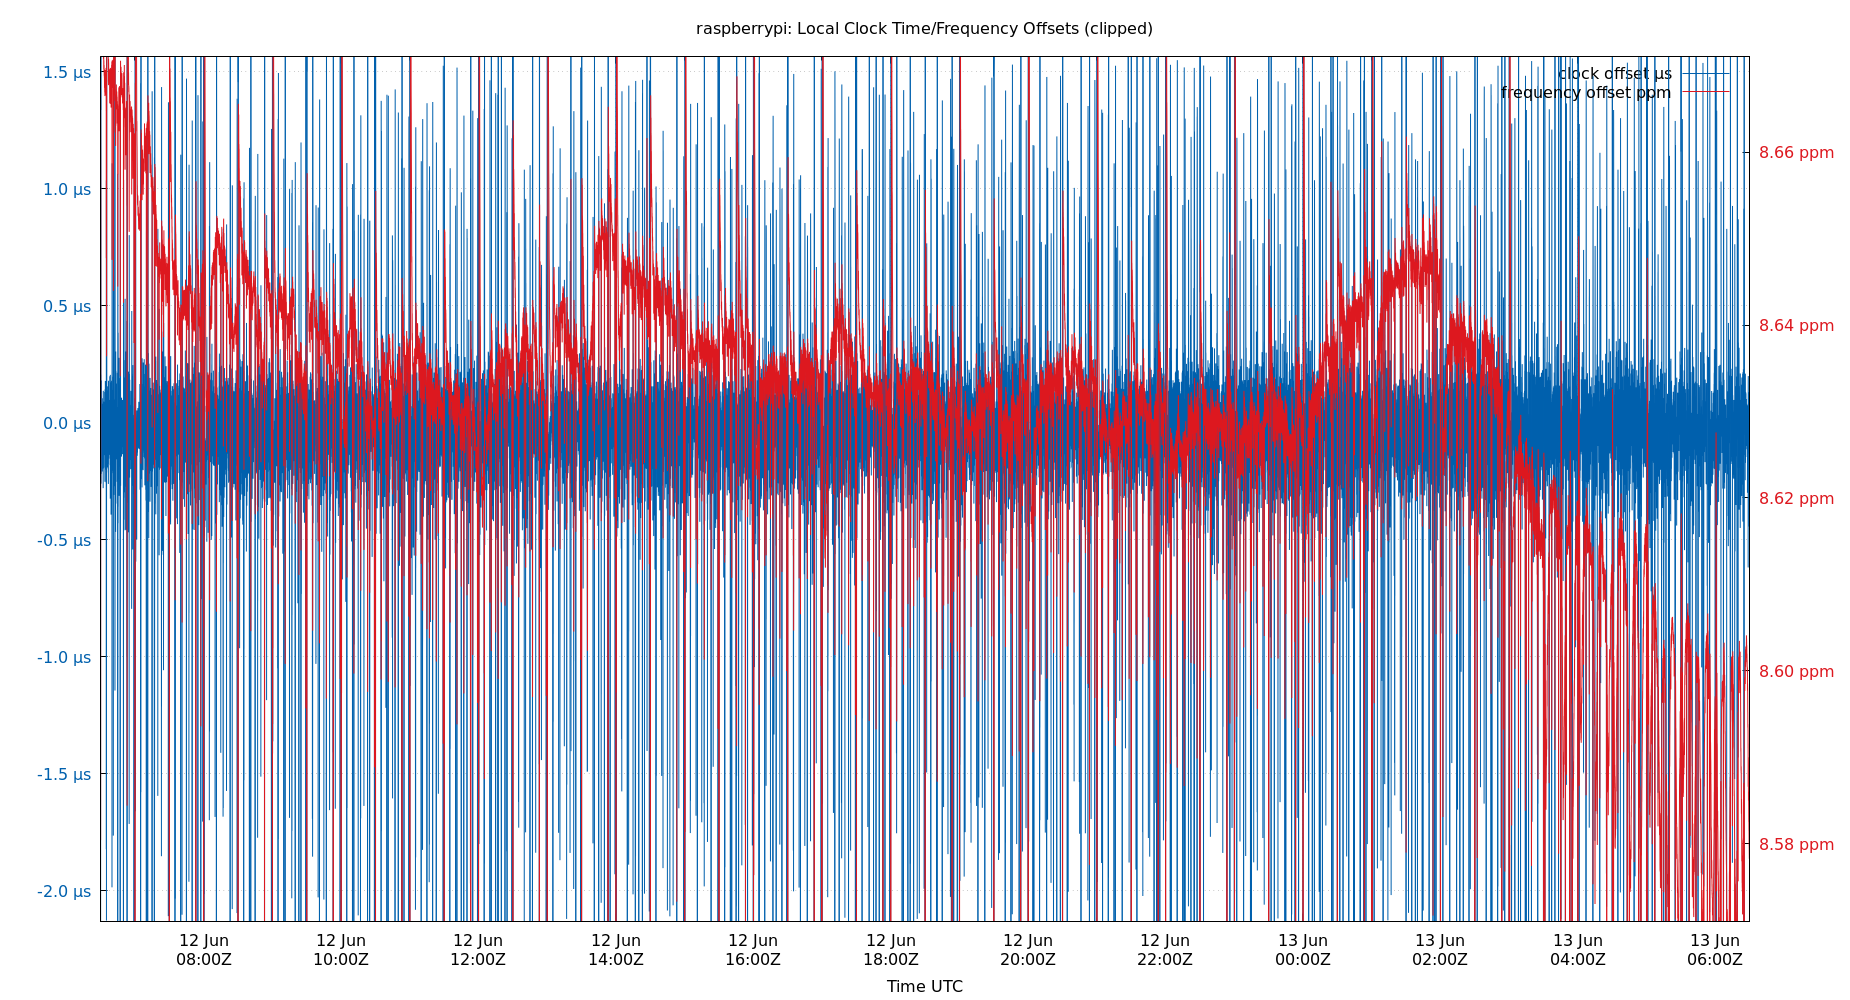 raspberrypi: Local Clock Time/Frequency Offsets (clipped)
clock offset µs
frequency offset ppm
1.5 µs
1.0 µs
0.5 µs
0.0 µs
-0.5 µs
-1.0 µs
-1.5 µs
-2.0 µs
8.66 ppm
8.64 ppm
8.62 ppm
8.60 ppm
8.58 ppm
12 Jun 12 Jun 12 Jun 12 Jun 12 Jun 12 Jun 12 Jun 12 Jun 13 Jun 13 Jun 13 Jun 13 Jun
08:00Z 10:00Z 12:00Z 14:00Z 16:00Z 18:00Z 20:00Z 22:00Z 00:00Z 02:00Z 04:00Z 06:00Z
Time UTC